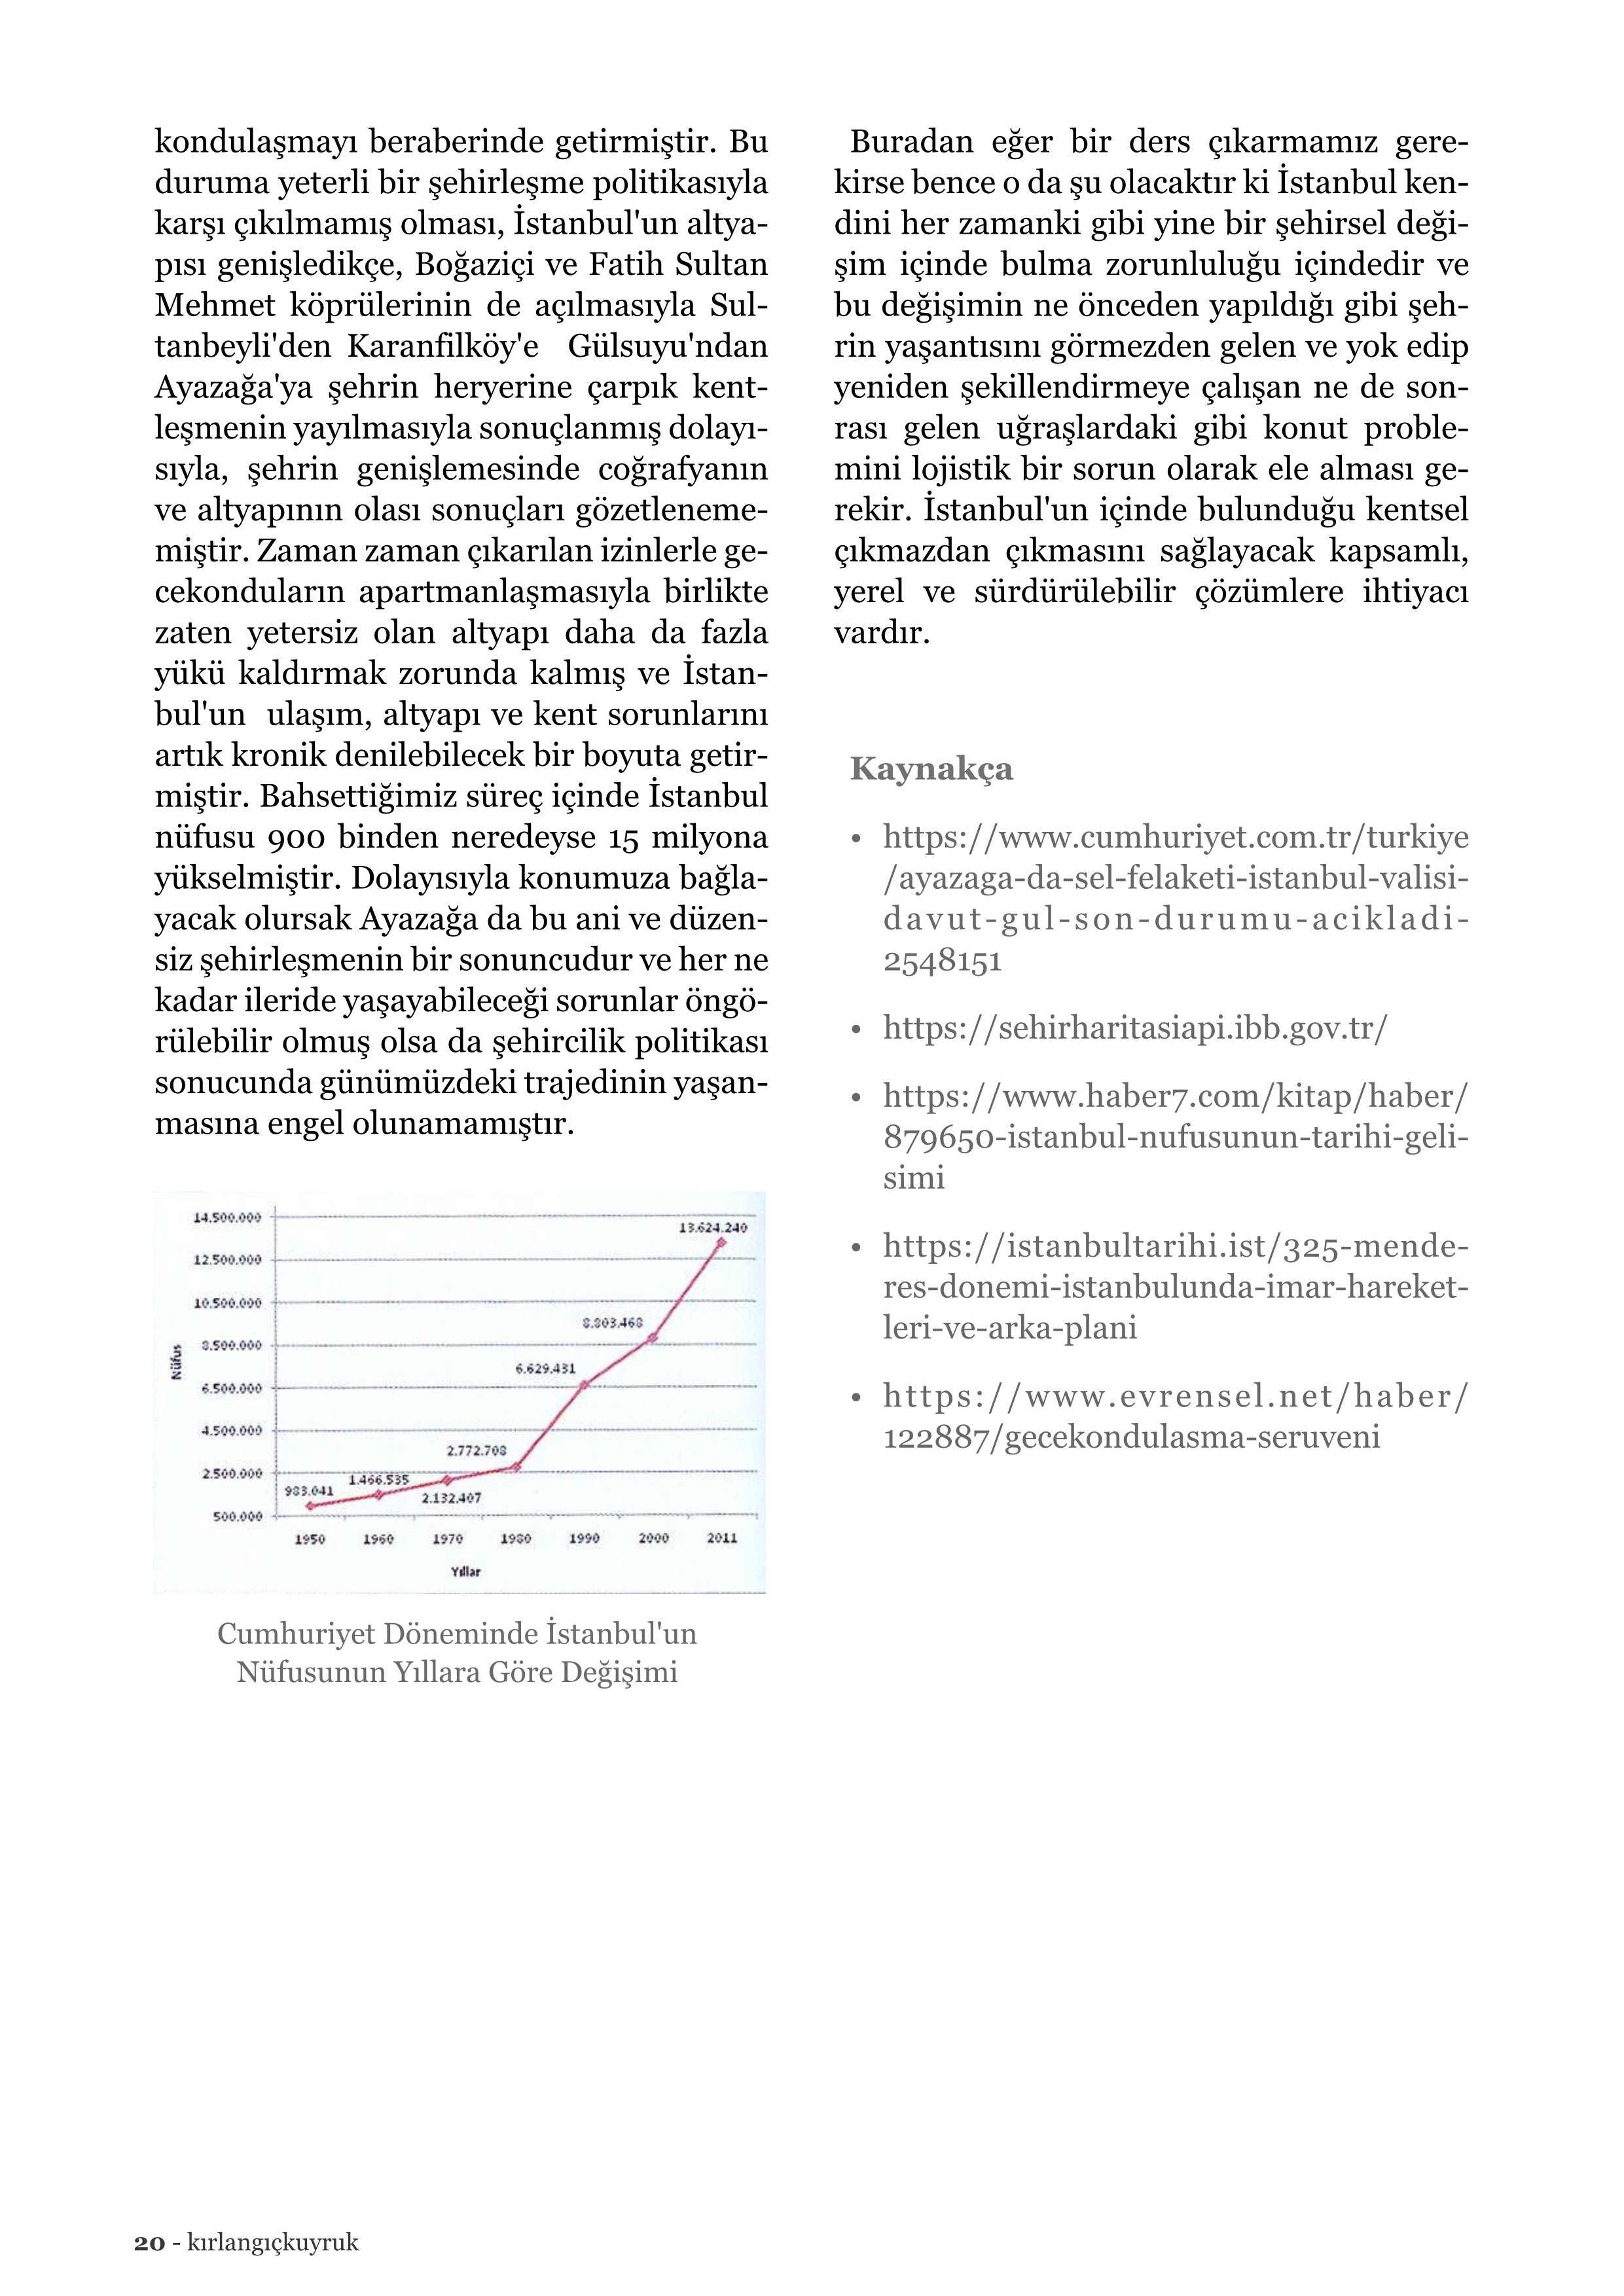 kondulaşmayı beraberinde getirmiştir. Bu
duruma yeterli bir şehirleşme politikasıyla
karşı çıkılmamış olması, İstanbul'un altya-
pısı genişledikçe, Boğaziçi ve Fatih Sultan
Mehmet köprülerinin de açılmasıyla Sul-
tanbeyli'den Karanfilköy'e Gülsuyu'ndan
Ayazağa'ya şehrin heryerine çarpık kent-
leşmenin yayılmasıyla sonuçlanmış dolayı-
sıyla, şehrin genişlemesinde coğrafyanın
ve altyapının olası sonuçları gözetleneme-
miştir. Zaman zaman çıkarılan izinlerle ge-
cekonduların apartmanlaşmasıyla birlikte
zaten yetersiz olan altyapı daha da fazla
yükü kaldırmak zorunda kalmış ve İstan-
bul'un ulaşım, altyapı ve kent sorunlarını
artık kronik denilebilecek bir boyuta getir-
miştir. Bahsettiğimiz süreç içinde İstanbul
nüfusu 900 binden neredeyse 15 milyona
yükselmiştir. Dolayısıyla konumuza bağla-
yacak olursak Ayazağa da bu ani ve düzen-
siz şehirleşmenin bir sonuncudur ve her ne
kadar ileride yaşayabileceği sorunlar öngö-
rülebilir olmuş olsa da şehircilik politikası
sonucunda günümüzdeki trajedinin yaşan-
masına engel olunamamıştır.
14.500.000
12.500.000
10.500.000
8.500.000
6.500.000
4.500.000
2.500.000
500.000
Nüfus
983.041
1.466.535
2.132.407
2.772.708
6.629.431
8.803.468
13.624.240
1950 1960 1970 1980 1990 2000 2011
Yıllar
Cumhuriyet Döneminde İstanbul'un
Nüfusunun Yıllara Göre Değişimi
Buradan eğer bir ders çıkarmamız gere-
kirse bence o da şu olacaktır ki İstanbul ken-
dini her zamanki gibi yine bir şehirsel deği-
şim içinde bulma zorunluluğu içindedir ve
bu değişimin ne önceden yapıldığı gibi şeh-
rin yaşantısını görmezden gelen ve yok edip
yeniden şekillendirmeye çalışan ne de son-
rası gelen uğraşlardaki gibi konut proble-
mini lojistik bir sorun olarak ele alması ge-
rekir. İstanbul'un içinde bulunduğu kentsel
çıkmazdan çıkmasını sağlayacak kapsamlı,
yerel ve sürdürülebilir çözümlere ihtiyacı
vardır.
Kaynakça
• https://www.cumhuriyet.com.tr/turkiye
/ayazaga-da-sel-felaketi-istanbul-valisi-
davut-gul-son-durumu-acikladi-
2548151
• https://sehirharitasiapi.ibb.gov.tr/
• https://www.haber7.com/kitap/haber/
879650-istanbul-nufusunun-tarihi-geli-
simi
• https://istanbultarihi.ist/325-mende-
res-donemi-istanbulunda-imar-hareket-
leri-ve-arka-plani
• https://www.evrensel.net/haber/
122887/gecekondulasma-seruveni
20 - kırlangıçkuyruk